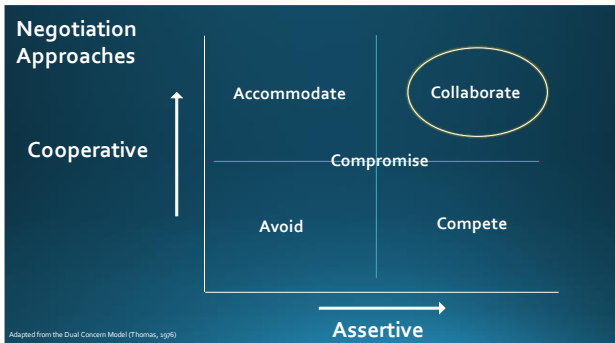 Negotiation
Approaches
Accommodate
Collaborate
Cooperative
Compromise
Avoid
Compete
Assertive
Adapted from the Dual Concern Model (Thomas, 1976)